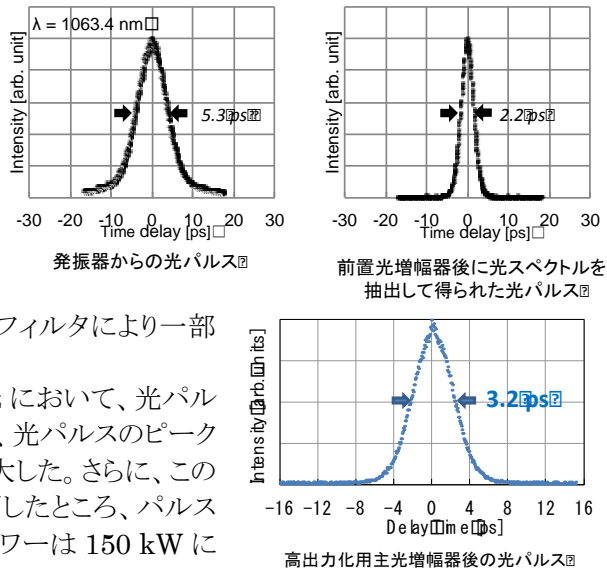 λ = 1063.4 nm
Intensity [arb. unit]
5.3 ps
-30 -20 -10 0 10 20 30
Time delay [ps]
発振器からの光パルス
Intensity [arb. unit]
2.2 ps
-30 -20 -10 0 10 20 30
Time delay [ps]
前置光増幅器後に光スペクトルを
抽出して得られた光パルス
フィルタにより一部
において、光パル
、光パルスのピーク
大した。さらに、この
したところ、パルス
ワーは 150 kW に
Intensity [arb. units]
3.2 ps
-16 -12 -8 -4 0 4 8 12 16
Delay Time [ps]
高出力化用主光増幅器後の光パルス